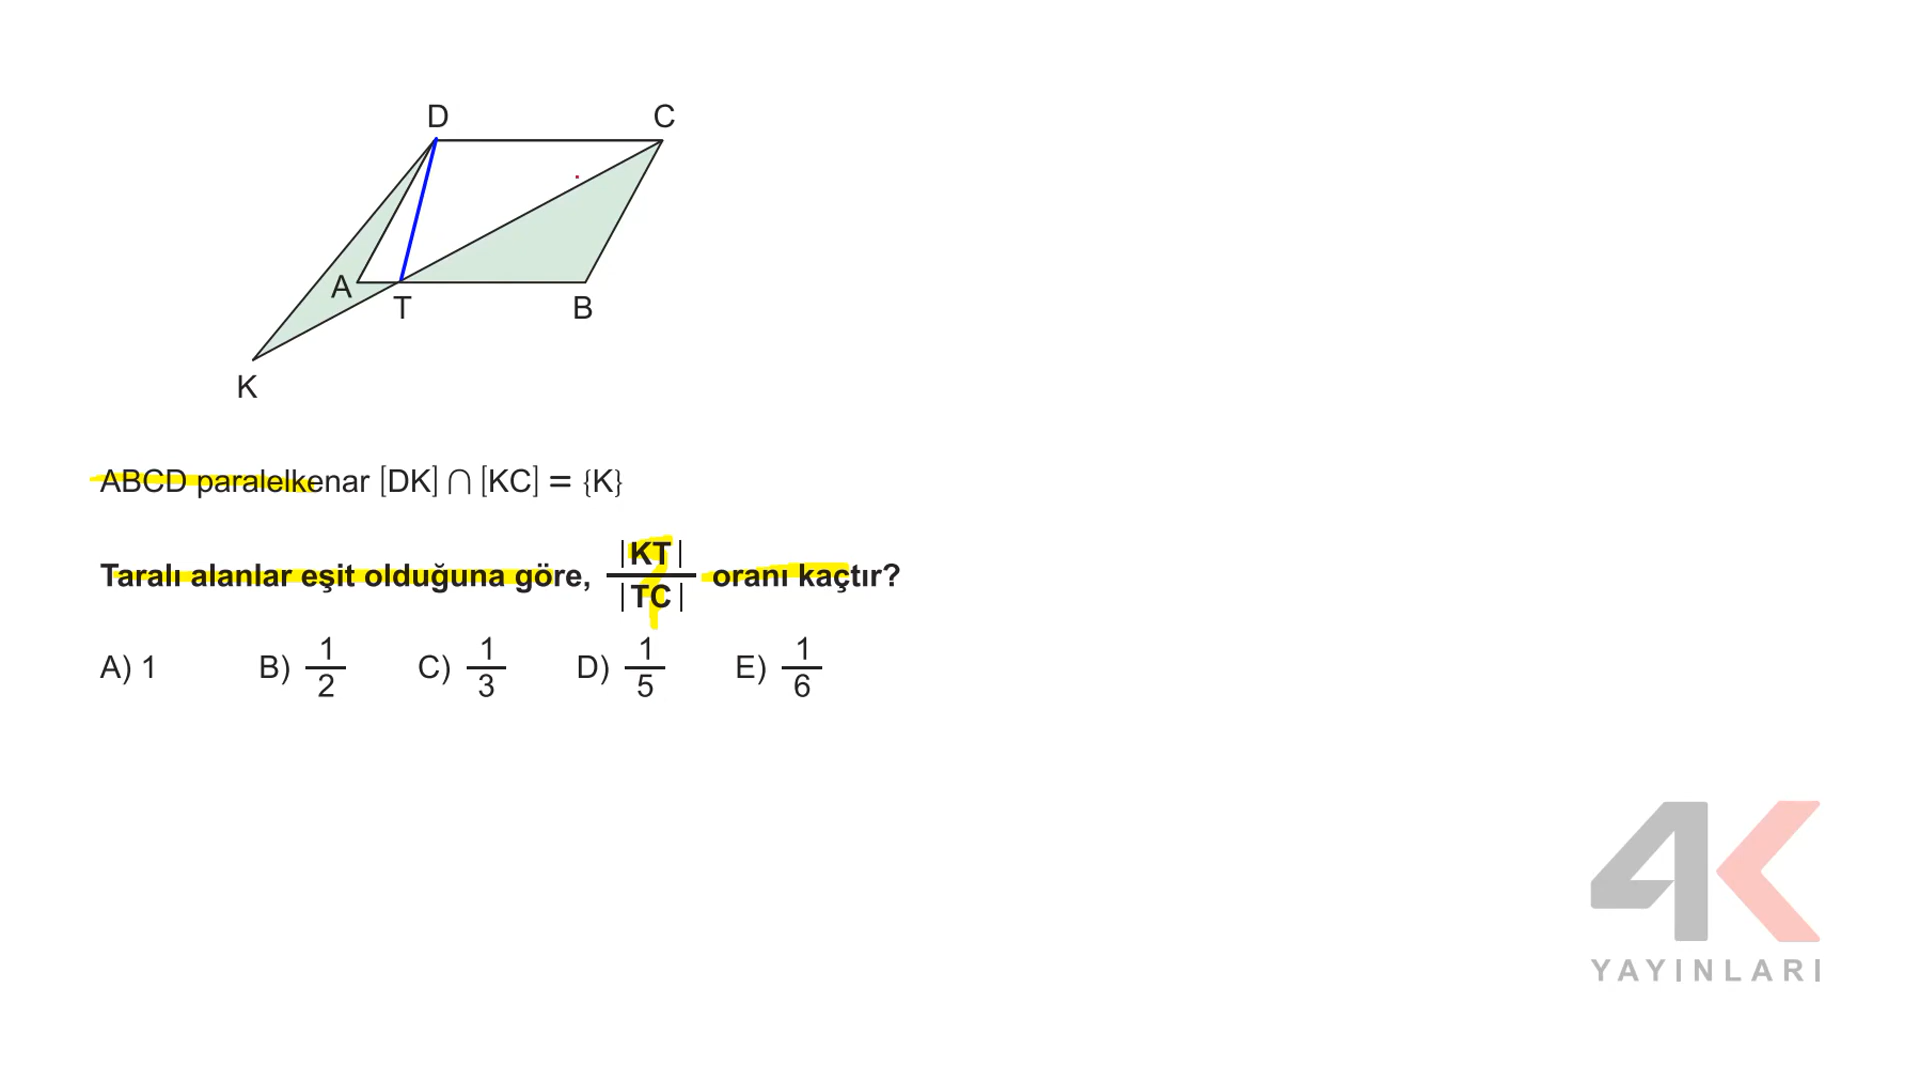 D C
A T B
K
ABCD paralelkenar [DK] ∩ [KC] = {K}
Taralı alanlar eşit olduğuna göre, |KT| / |TC| oranı kaçtır?
A) 1 B) 1/2 C) 1/3 D) 1/5 E) 1/6
4K
YAYINLARI